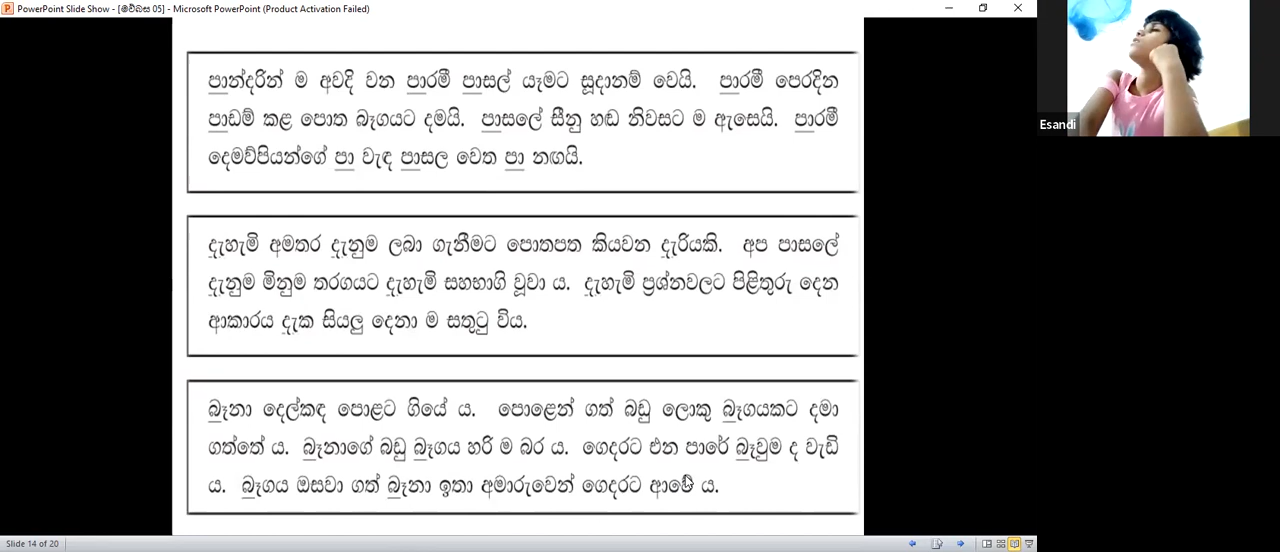 PowerPoint Slide Show - [මව්බස 05] - Microsoft PowerPoint (Product Activation Failed)
පාන්දරින් ම අවදි වන පාරමී පාසල් යෑමට සූදානම් වෙයි. පාරමී පෙරදින
පාඩම් කළ පොත බෑගයට දමයි. පාසලේ සීනු හඬ නිවසට ම ඇසෙයි. පාරමී
දෙමව්පියන්ගේ පා වැඳ පාසල වෙත පා නඟයි.
දැහැමි අමතර දැනුම ලබා ගැනීමට පොතපත කියවන දැරියකි. අප පාසලේ
දැනුම මිනුම තරගයට දැහැමි සහභාගි වූවා ය. දැහැමි ප්‍රශ්නවලට පිළිතුරු දෙන
ආකාරය දැක සියලු දෙනා ම සතුටු විය.
බෑනා දෙල්කඳ පොළට ගියේ ය. පොළෙන් ගත් බඩු ලොකු බෑගයකට දමා
ගත්තේ ය. බෑනාගේ බඩු බෑගය හරි ම බර ය. ගෙදරට එන පාරේ බෑවුම ද වැඩි
ය. බෑගය ඔසවා ගත් බෑනා ඉතා අමාරුවෙන් ගෙදරට ආවේ ය.
Esandi
Slide 14 of 20